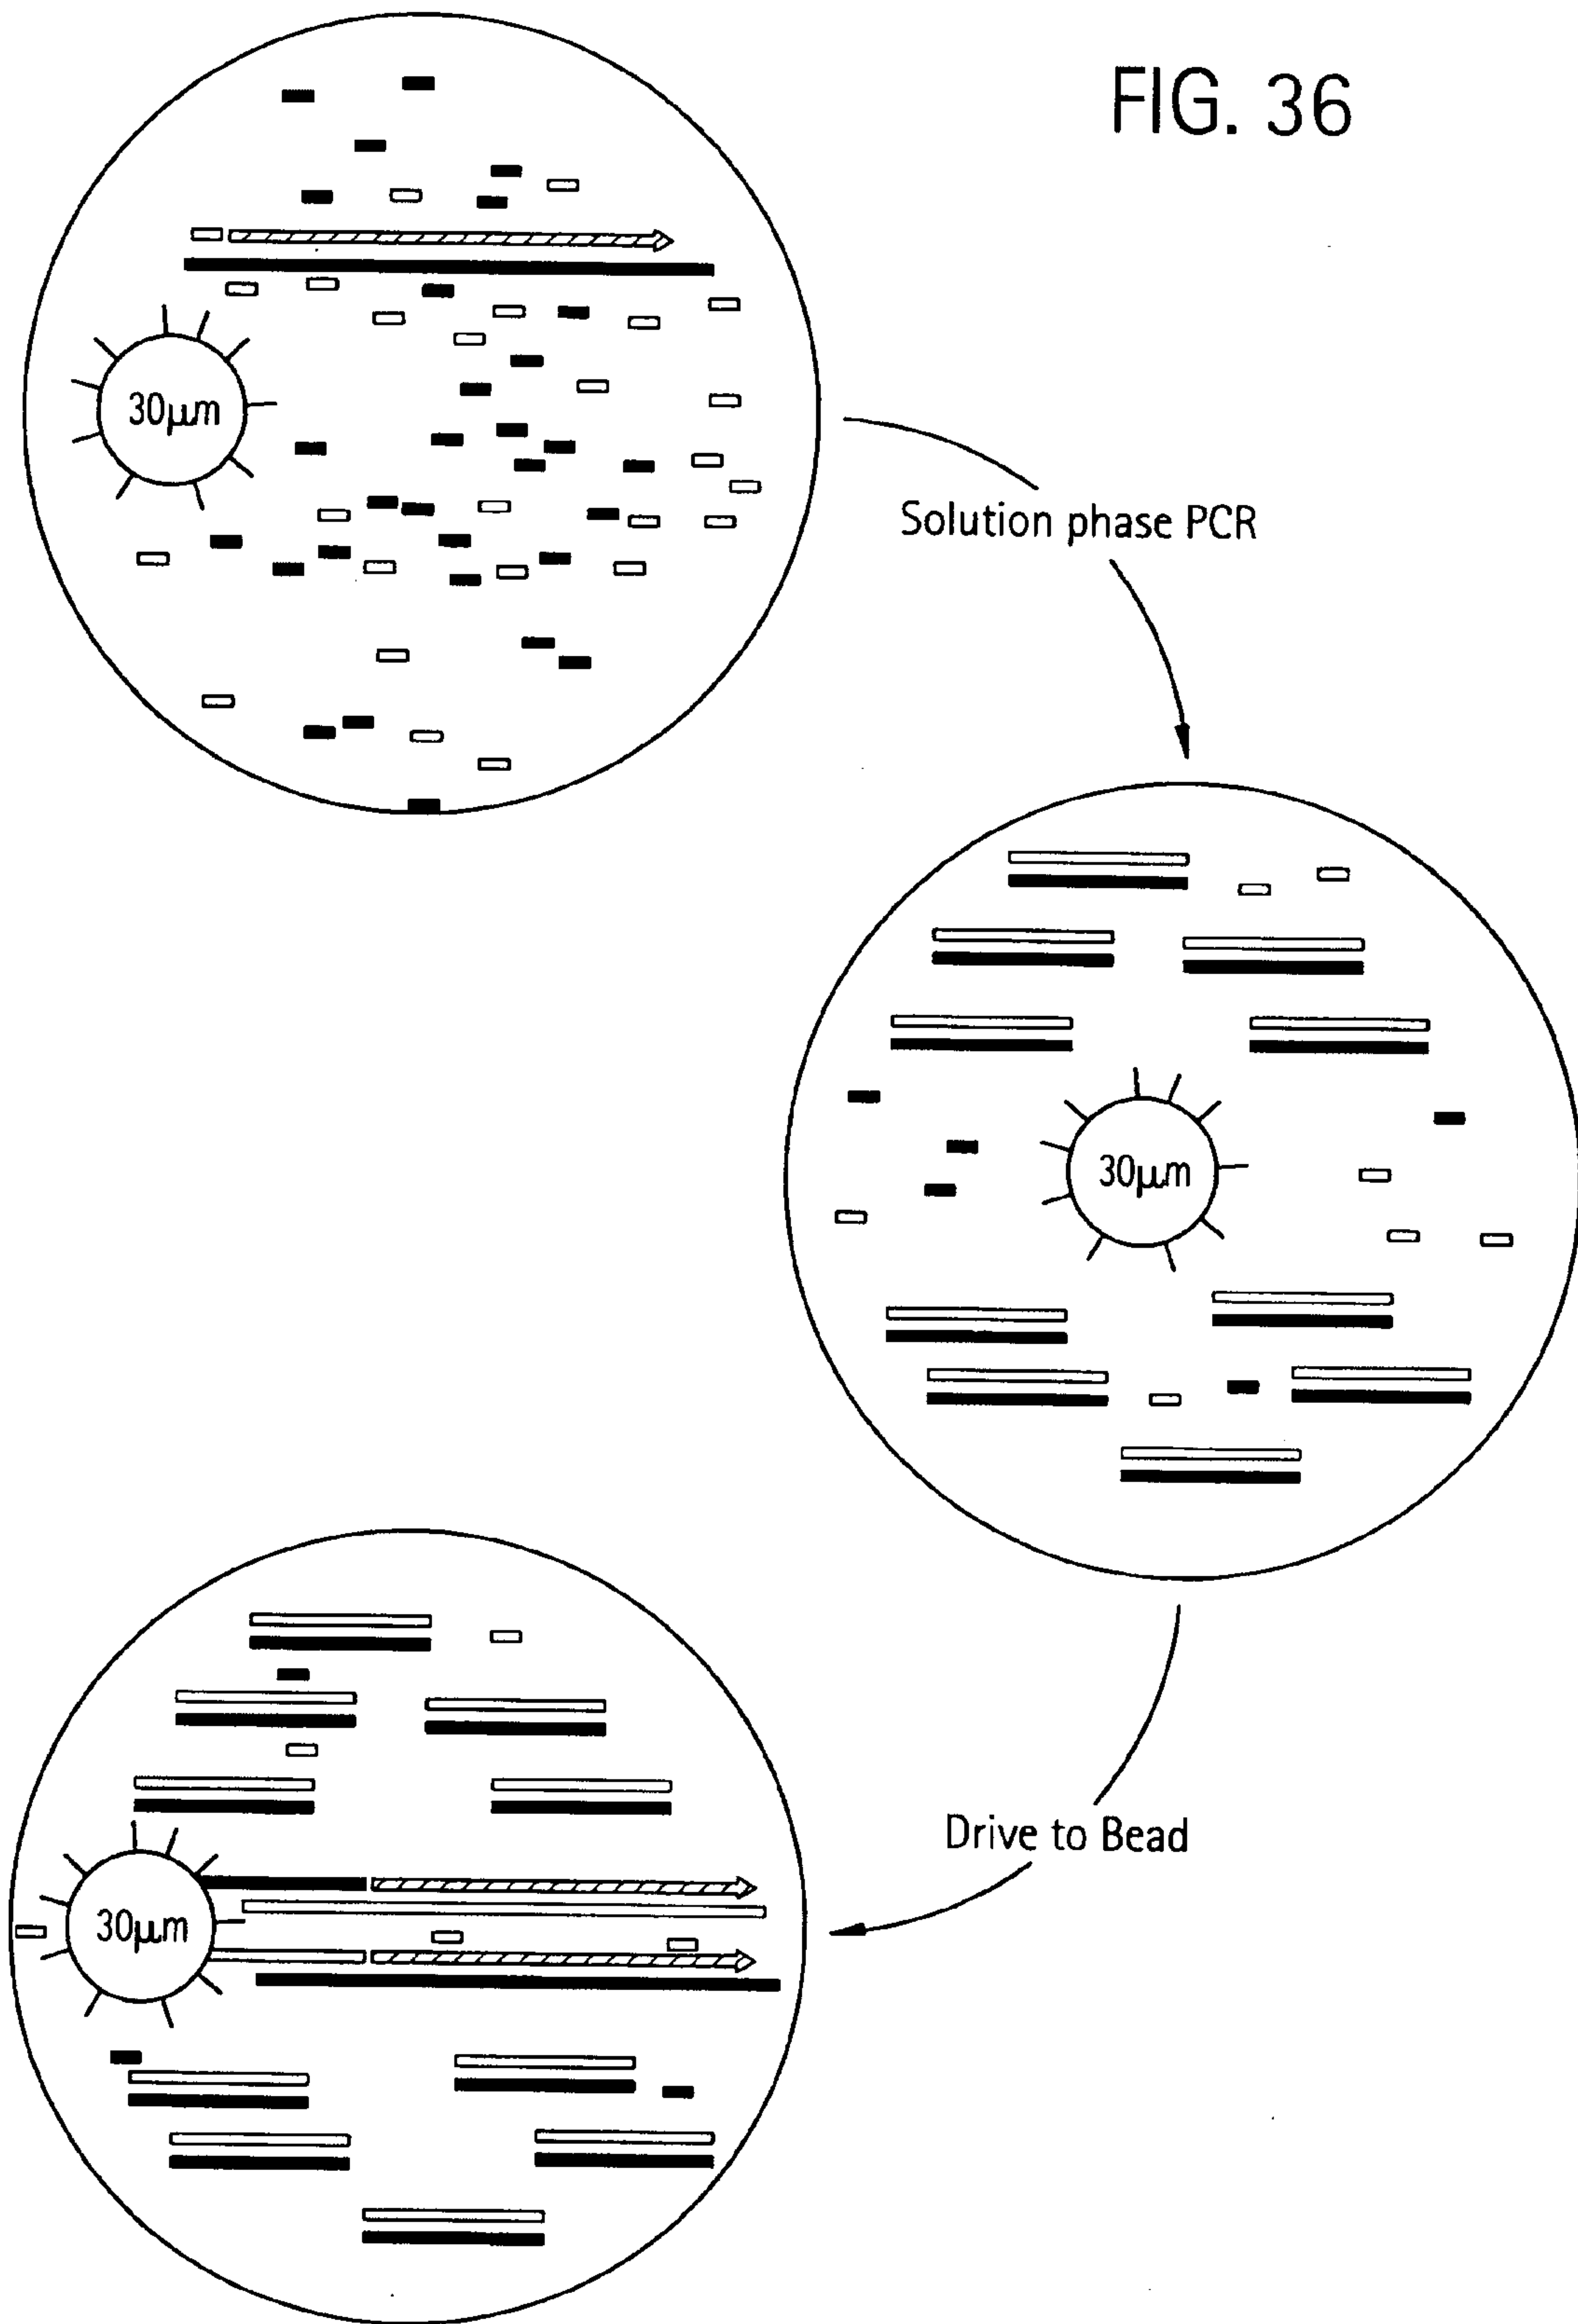 FIG. 36
30µm
Solution phase PCR
30µm
Drive to Bead
30µm